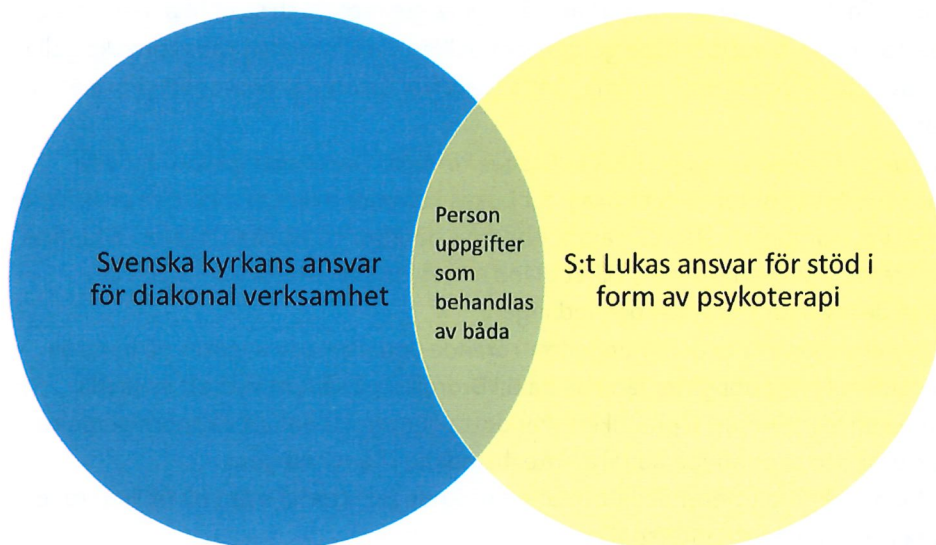 Svenska kyrkans ansvar
för diakonal verksamhet
Person
uppgifter
som
behandlas
av båda
S:t Lukas ansvar för stöd i
form av psykoterapi